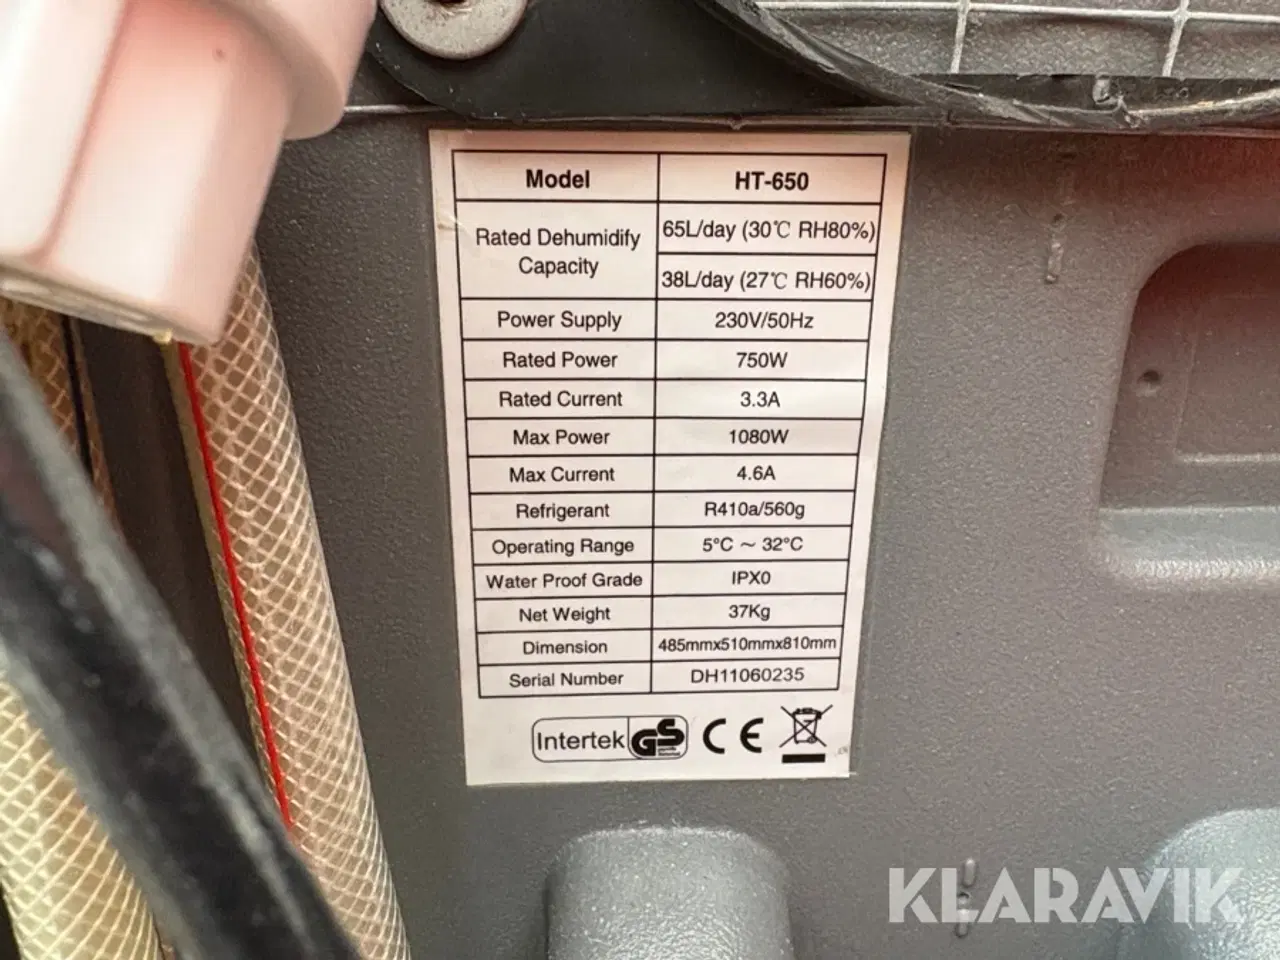 Model HT-650
Rated Dehumidify Capacity 65L/day (30℃ RH80%)
38L/day (27℃ RH60%)
Power Supply 230V/50Hz
Rated Power 750W
Rated Current 3.3A
Max Power 1080W
Max Current 4.6A
Refrigerant R410a/560g
Operating Range 5°C ~ 32°C
Water Proof Grade IPX0
Net Weight 37Kg
Dimension 485mmx510mmx810mm
Serial Number DH11060235
Intertek GS CE
KLARAVIK